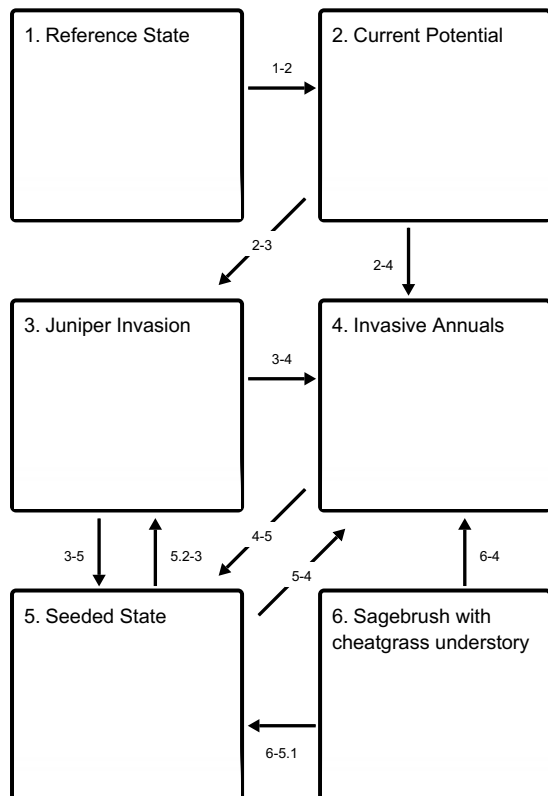 1. Reference State
1-2
2. Current Potential
2-3
2-4
3. Juniper Invasion
3-4
4. Invasive Annuals
3-5
5.2-3
4-5
5-4
6-4
5. Seeded State
6-5.1
6. Sagebrush with
cheatgrass understory